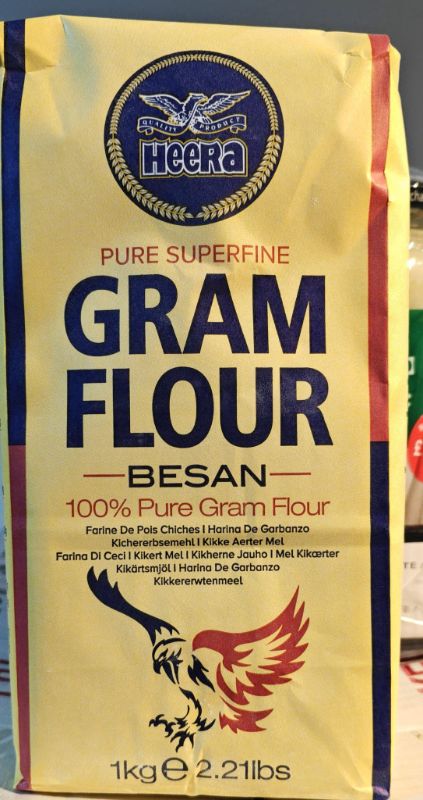 QUALITY PRODUCT
HEERA
PURE SUPERFINE
GRAM
FLOUR
BESAN
100% Pure Gram Flour
Farine De Pois Chiches I Harina De Garbanzo
Kichererbsemehl I Kikke Aerter Mel
Farina Di Ceci I Kikert Mel I Kikherne Jauho I Mel Kikærter
Kikärtsmjöl I Harina De Garbanzo
Kikkererwtenmeel
1kg e 2.21lbs